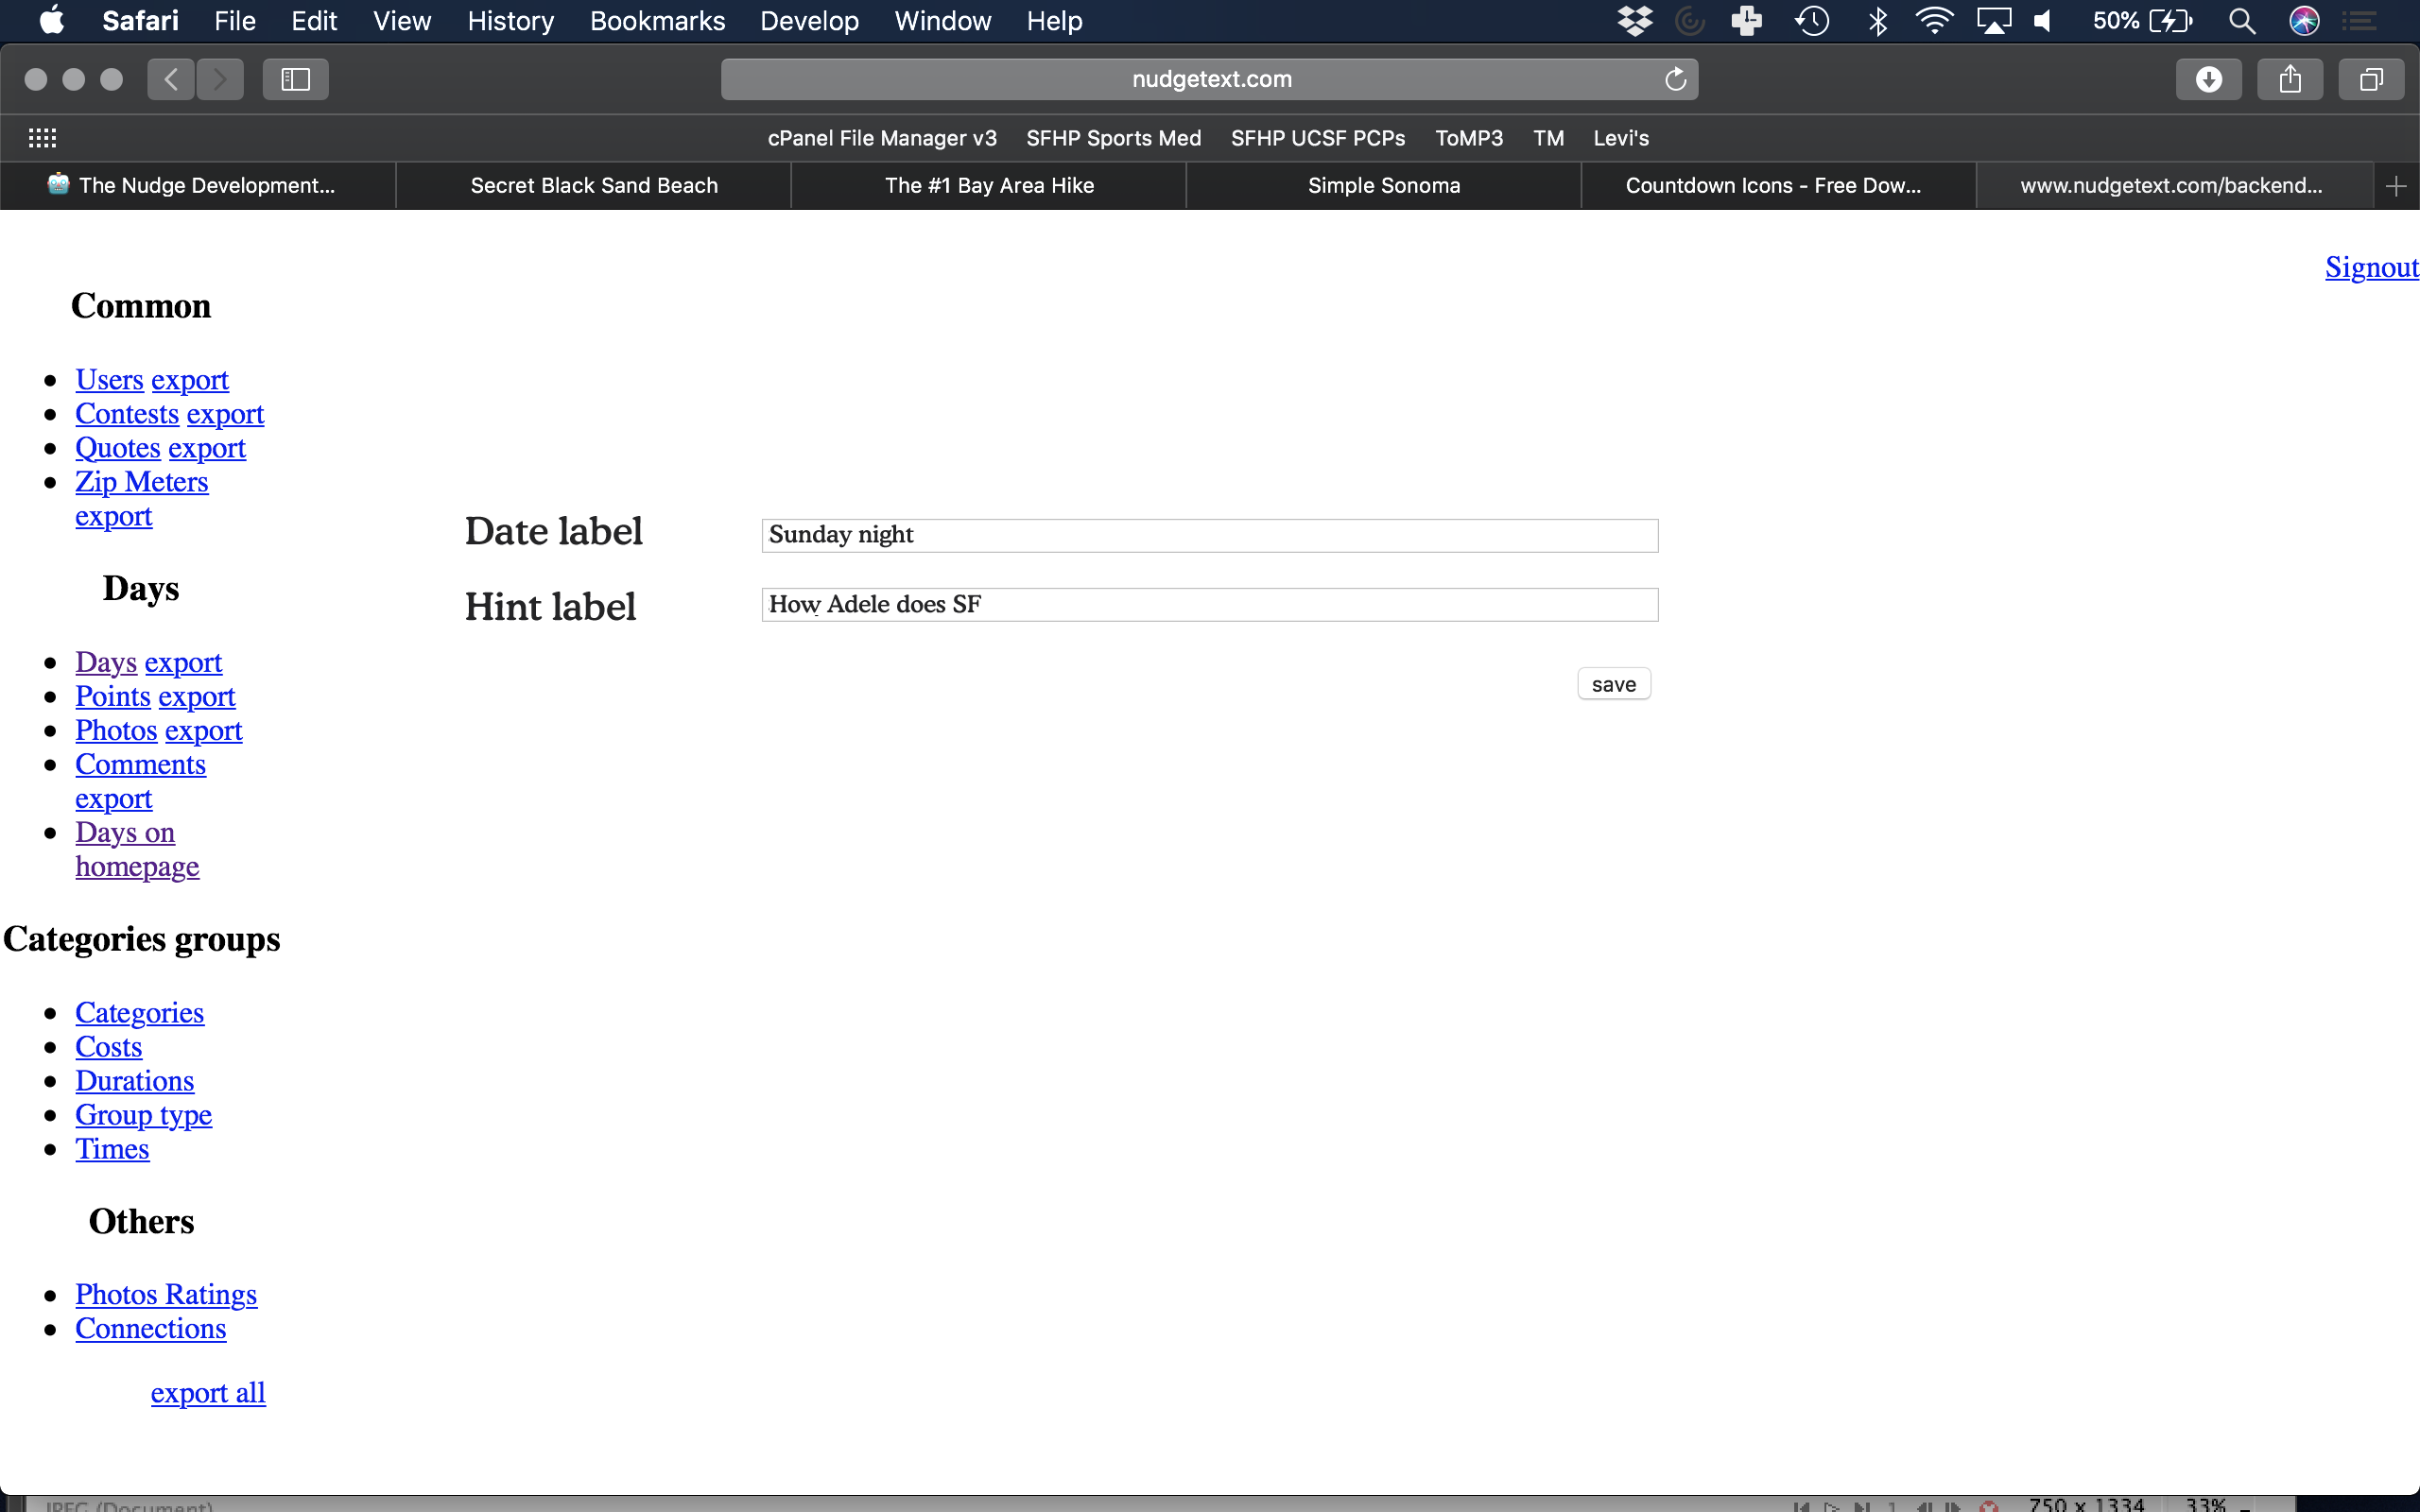 Safari File Edit View History Bookmarks Develop Window Help 50%
nudgetext.com
cPanel File Manager v3 SFHP Sports Med SFHP UCSF PCPs ToMP3 TM Levi's
The Nudge Development... Secret Black Sand Beach The #1 Bay Area Hike Simple Sonoma Countdown Icons - Free Dow... www.nudgetext.com/backend...
Signout
Common
Users export
Contests export
Quotes export
Zip Meters
export
Days
Days export
Points export
Photos export
Comments
export
Days on
homepage
Categories groups
Categories
Costs
Durations
Group type
Times
Others
Photos Ratings
Connections
export all
Date label Sunday night
Hint label How Adele does SF
save
JPEG (Document) 1 750 x 1334 33%